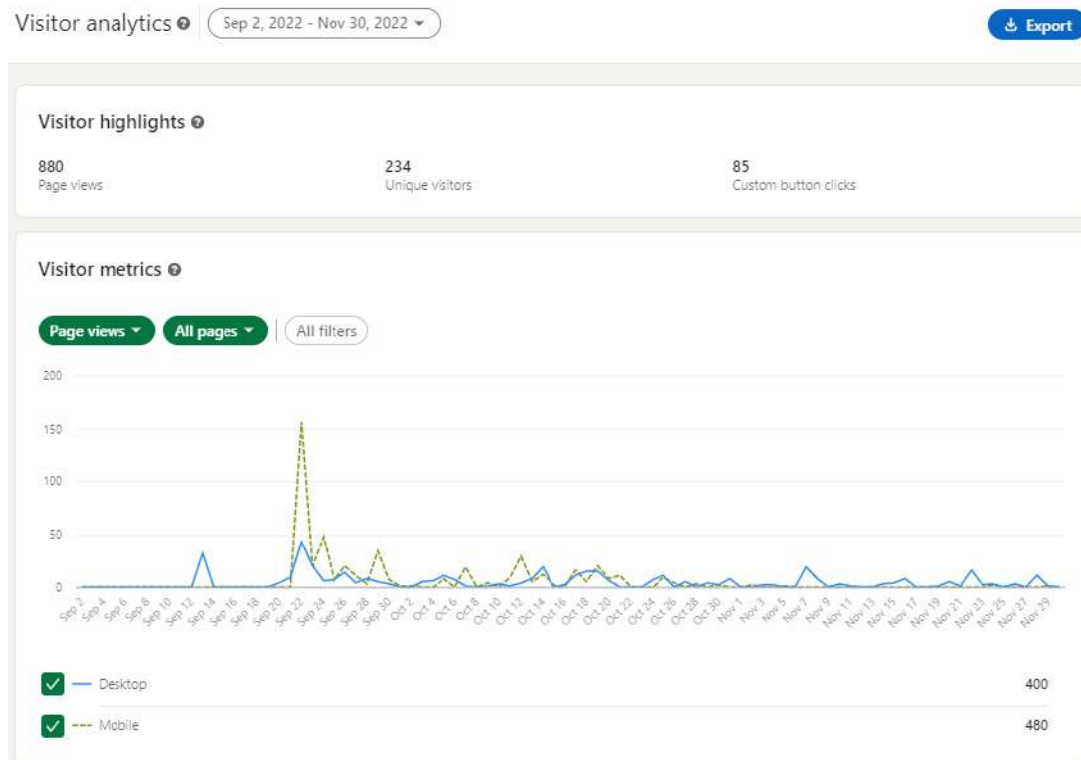 Visitor analytics
Sep 2, 2022 - Nov 30, 2022
Export
Visitor highlights
880
Page views
234
Unique visitors
85
Custom button clicks
Visitor metrics
Page views
All pages
All filters
200
150
100
50
0
Sep 2
Sep 4
Sep 6
Sep 8
Sep 10
Sep 12
Sep 14
Sep 16
Sep 18
Sep 20
Sep 22
Sep 24
Sep 26
Sep 28
Sep 30
Oct 2
Oct 4
Oct 6
Oct 8
Oct 10
Oct 12
Oct 14
Oct 16
Oct 18
Oct 20
Oct 22
Oct 24
Oct 26
Oct 28
Oct 30
Nov 1
Nov 3
Nov 5
Nov 7
Nov 9
Nov 11
Nov 13
Nov 15
Nov 17
Nov 19
Nov 21
Nov 23
Nov 25
Nov 27
Nov 29
Desktop 400
Mobile 480